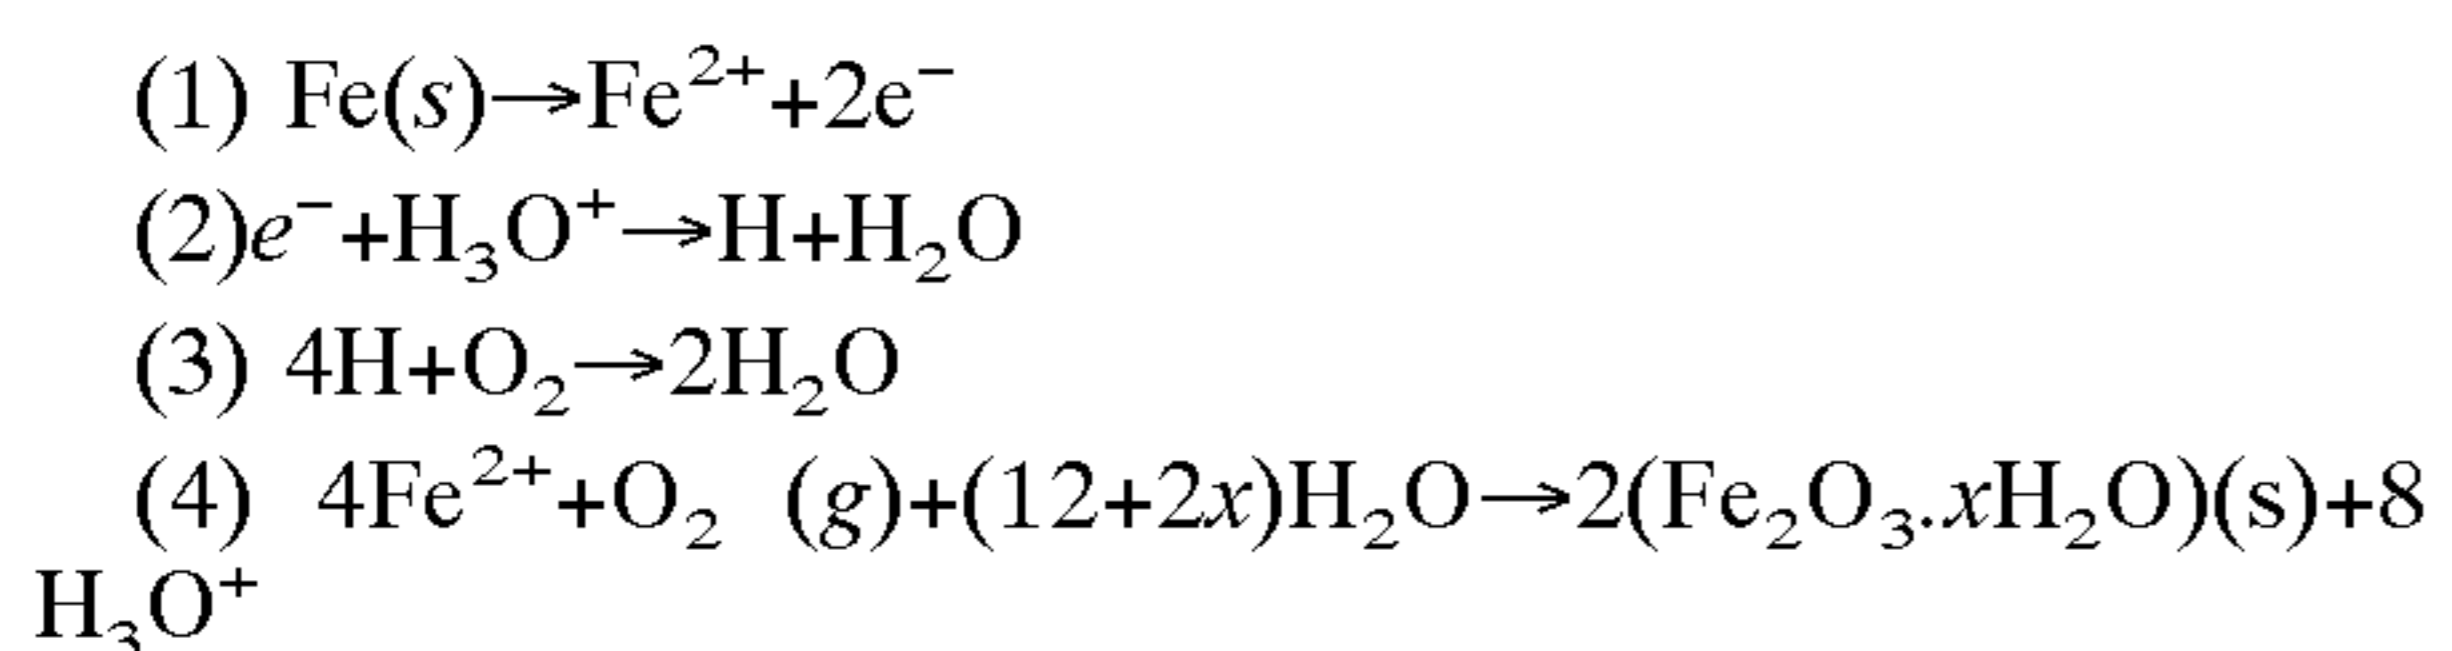 (1) Fe(s)→Fe²⁺+2e⁻
(2)e⁻+H₃O⁺→H+H₂O
(3) 4H+O₂→2H₂O
(4) 4Fe²⁺+O₂ (g)+(12+2x)H₂O→2(Fe₂O₃.xH₂O)(s)+8
H₃O⁺